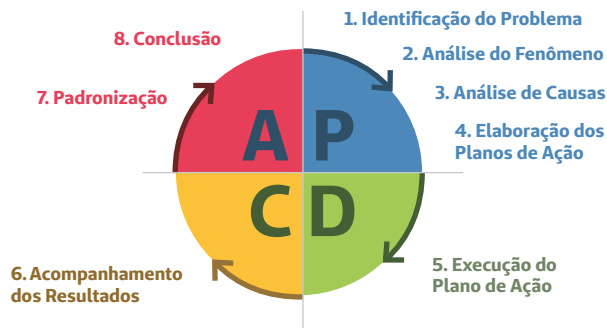 1. Identificação do Problema
2. Análise do Fenômeno
3. Análise de Causas
4. Elaboração dos
Planos de Ação
5. Execução do
Plano de Ação
6. Acompanhamento
dos Resultados
7. Padronização
8. Conclusão
A P
C D